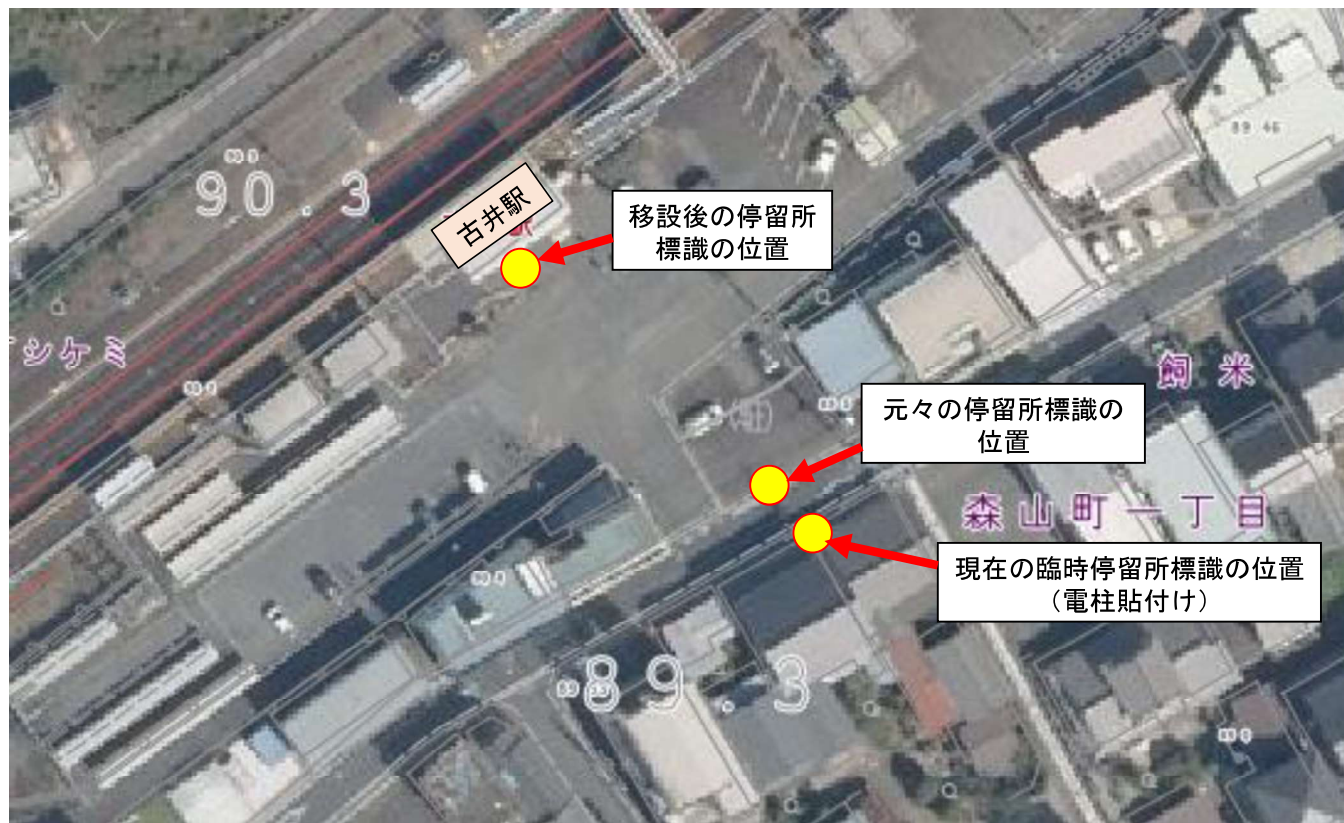 90.3
89 46
古井駅
駅
移設後の停留所
標識の位置
シケミ
飼米
元々の停留所標識の
位置
森山町一丁目
現在の臨時停留所標識の位置
（電柱貼付け）
89.3